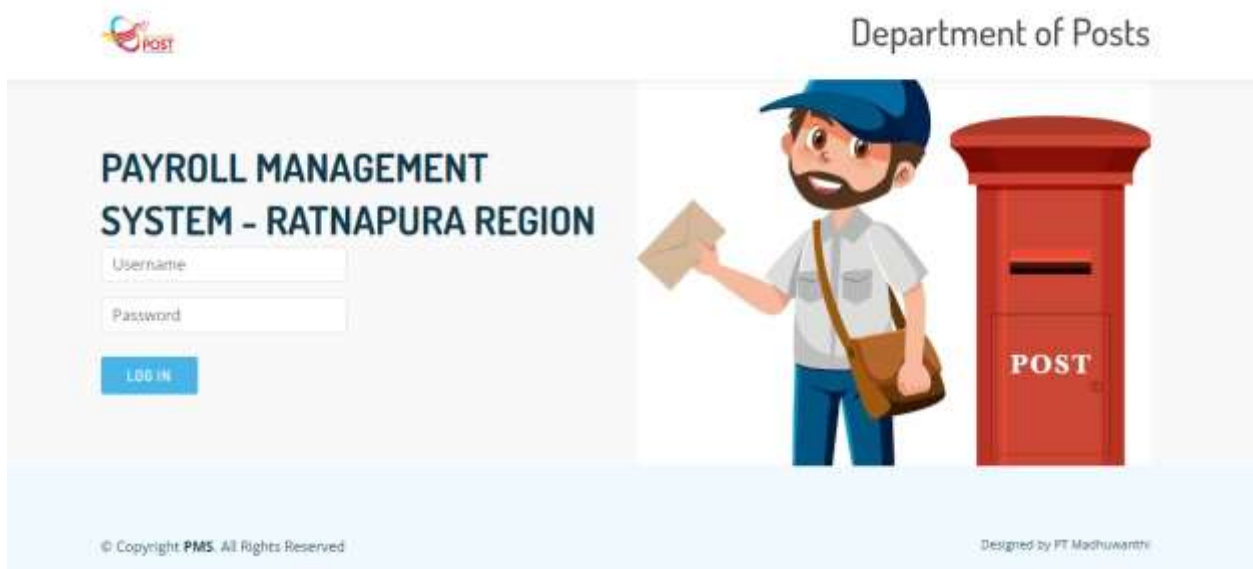 POST
Department of Posts
PAYROLL MANAGEMENT
SYSTEM - RATNAPURA REGION
Username
Password
LOG IN
POST
© Copyright PMS. All Rights Reserved
Designed by PT Madhuwanthi